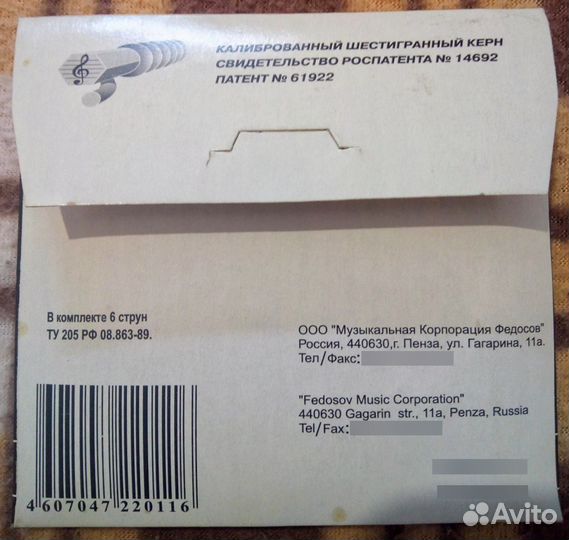 КАЛИБРОВАННЫЙ ШЕСТИГРАННЫЙ КЕРН
СВИДЕТЕЛЬСТВО РОСПАТЕНТА № 14692
ПАТЕНТ № 61922
В комплекте 6 струн
ТУ 205 РФ 08.863-89.
ООО "Музыкальная Корпорация Федосов"
Россия, 440630,г. Пенза, ул. Гагарина, 11а.
Тел/Факс:
"Fedosov Music Corporation"
440630 Gagarin str., 11a, Penza, Russia
Tel/Fax:
4 607047 220116
Avito